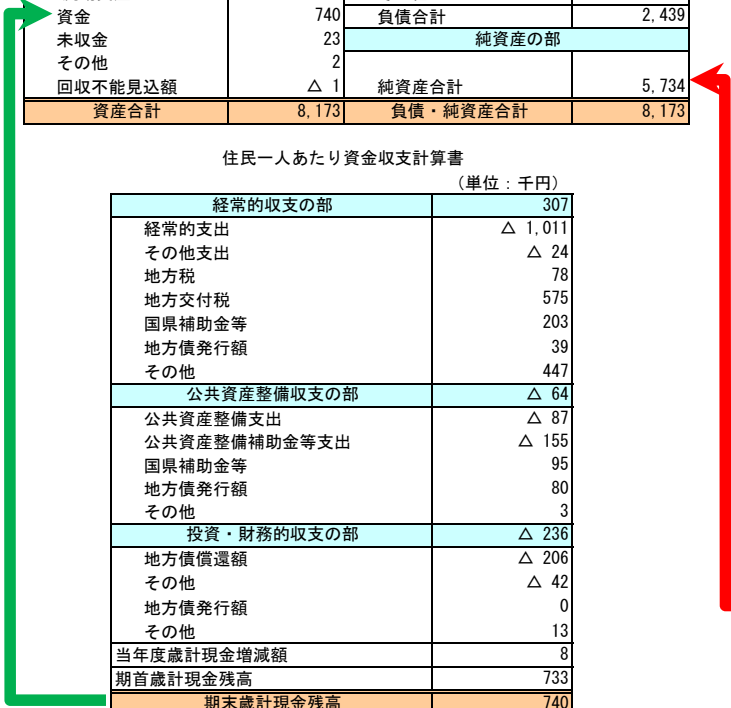 資金 740 負債合計 2,439
未収金 23 純資産の部
その他 2
回収不能見込額 △ 1 純資産合計 5,734
資産合計 8,173 負債・純資産合計 8,173
住民一人あたり資金収支計算書
（単位：千円）
経常的収支の部 307
経常的支出 △ 1,011
その他支出 △ 24
地方税 78
地方交付税 575
国県補助金等 203
地方債発行額 39
その他 447
公共資産整備収支の部 △ 64
公共資産整備支出 △ 87
公共資産整備補助金等支出 △ 155
国県補助金等 95
地方債発行額 80
その他 3
投資・財務的収支の部 △ 236
地方債償還額 △ 206
その他 △ 42
地方債発行額 0
その他 13
当年度歳計現金増減額 8
期首歳計現金残高 733
期末歳計現金残高 740